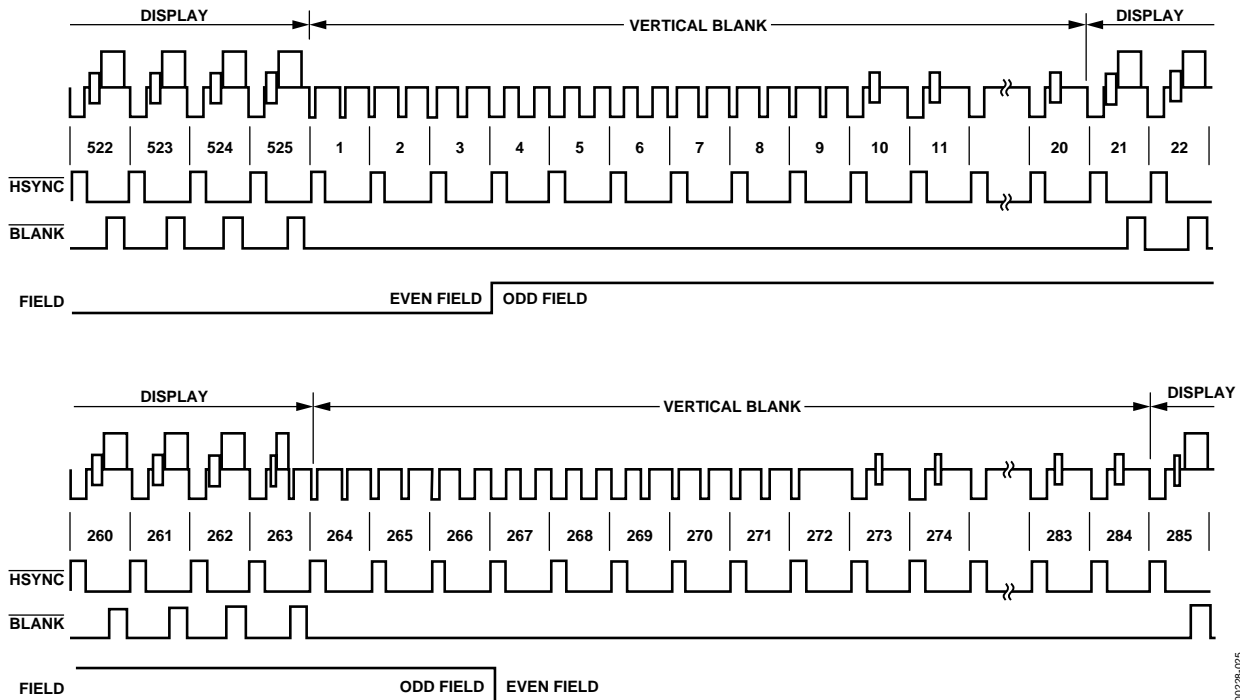 DISPLAY VERTICAL BLANK DISPLAY
522 523 524 525 1 2 3 4 5 6 7 8 9 10 11 20 21 22
HSYNC
BLANK
FIELD EVEN FIELD ODD FIELD
DISPLAY VERTICAL BLANK DISPLAY
260 261 262 263 264 265 266 267 268 269 270 271 272 273 274 283 284 285
HSYNC
BLANK
FIELD ODD FIELD EVEN FIELD
00228-025